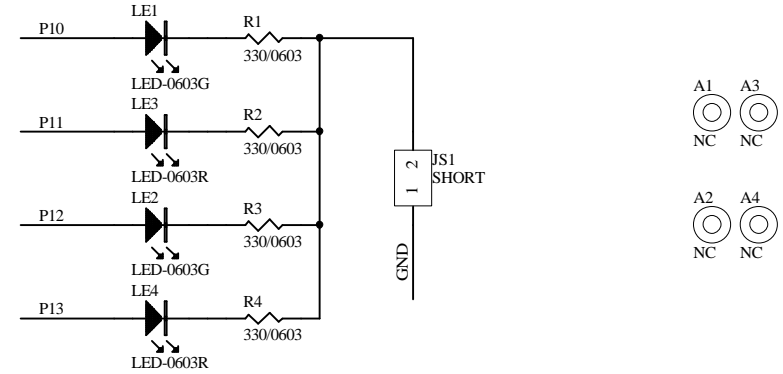 LE1
P10
R1
330/0603
LED-0603G
LE3
P11
R2
330/0603
LED-0603R
LE2
P12
R3
330/0603
LED-0603G
LE4
P13
R4
330/0603
LED-0603R
2
1
JS1
SHORT
GND
A1 A3
NC NC
A2 A4
NC NC